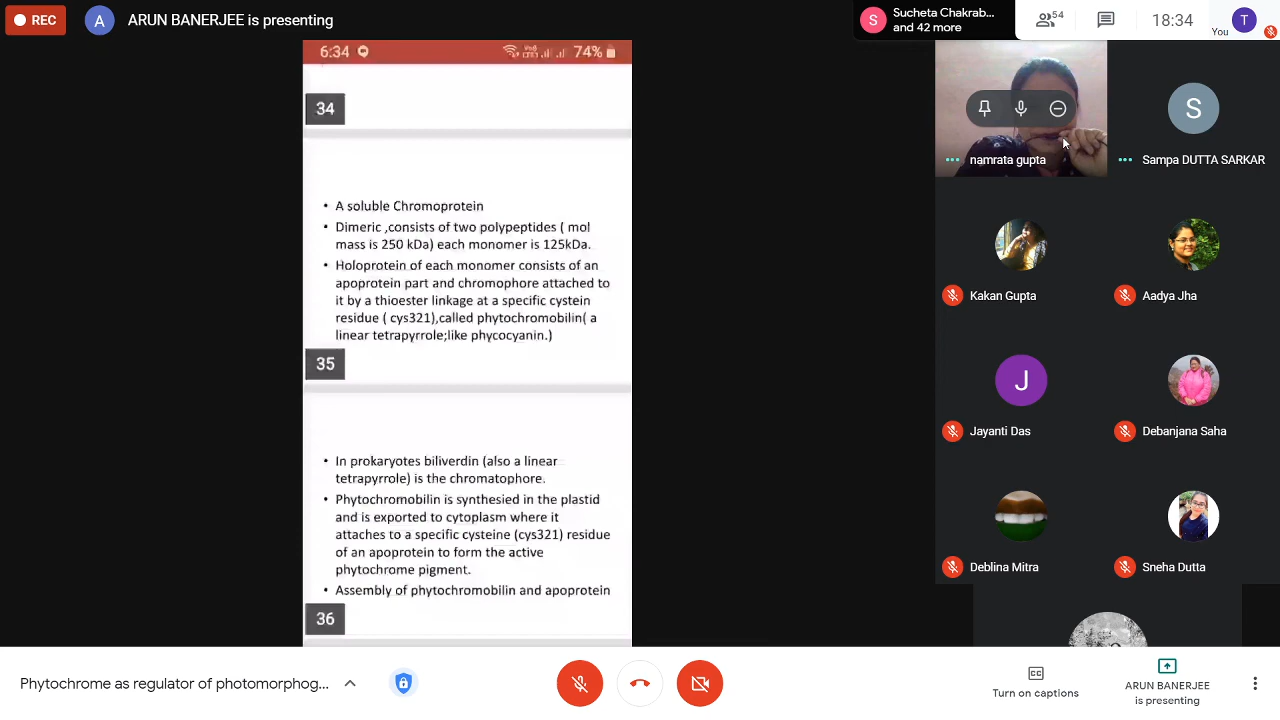 REC
A
ARUN BANERJEE is presenting
S
Sucheta Chakrab...
and 42 more
54
18:34
You
T
6:34
74%
34
• A soluble Chromoprotein
• Dimeric ,consists of two polypeptides ( mol
mass is 250 kDa) each monomer is 125kDa.
• Holoprotein of each monomer consists of an
apoprotein part and chromophore attached to
it by a thioester linkage at a specific cystein
residue ( cys321),called phytochromobilin( a
linear tetrapyrrole;like phycocyanin.)
35
• In prokaryotes biliverdin (also a linear
tetrapyrrole) is the chromatophore.
• Phytochromobilin is synthesied in the plastid
and is exported to cytoplasm where it
attaches to a specific cysteine (cys321) residue
of an apoprotein to form the active
phytochrome pigment.
• Assembly of phytochromobilin and apoprotein
36
namrata gupta
S
Sampa DUTTA SARKAR
Kakan Gupta
Aadya Jha
J
Jayanti Das
Debanjana Saha
Deblina Mitra
Sneha Dutta
Phytochrome as regulator of photomorphog...
CC
Turn on captions
ARUN BANERJEE
is presenting